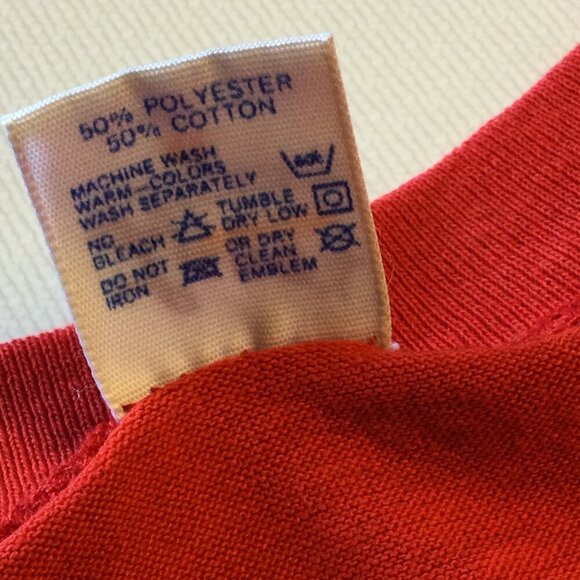 50% POLYESTER
50% COTTON
MACHINE WASH
WARM—COLORS
WASH SEPARATELY
NO BLEACH TUMBLE DRY LOW
DO NOT IRON OR DRY CLEAN EMBLEM